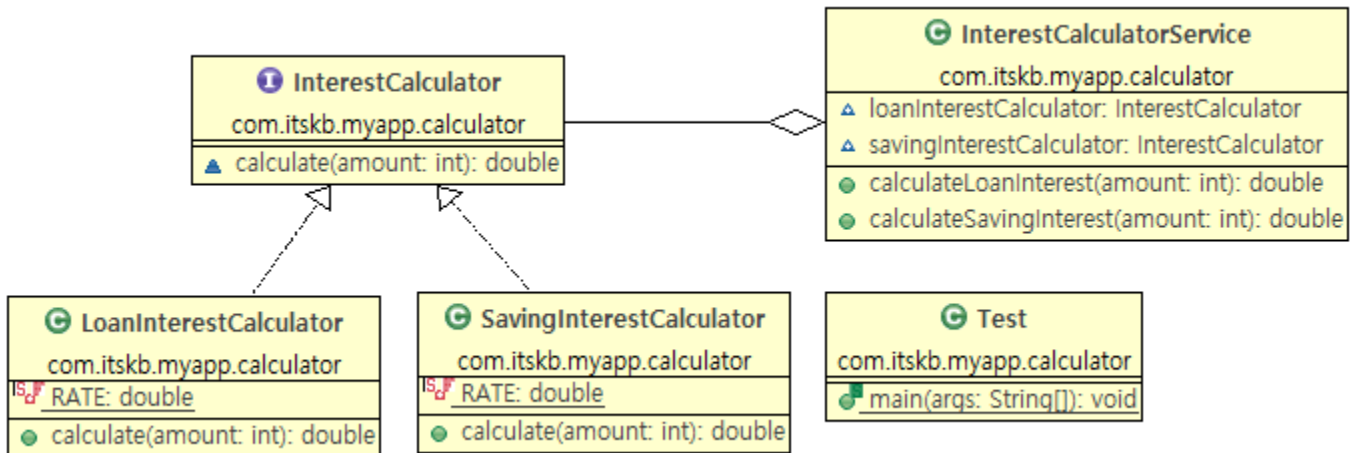 InterestCalculator
com.itskb.myapp.calculator
calculate(amount: int): double
InterestCalculatorService
com.itskb.myapp.calculator
loanInterestCalculator: InterestCalculator
savingInterestCalculator: InterestCalculator
calculateLoanInterest(amount: int): double
calculateSavingInterest(amount: int): double
LoanInterestCalculator
com.itskb.myapp.calculator
RATE: double
calculate(amount: int): double
SavingInterestCalculator
com.itskb.myapp.calculator
RATE: double
calculate(amount: int): double
Test
com.itskb.myapp.calculator
main(args: String[]): void